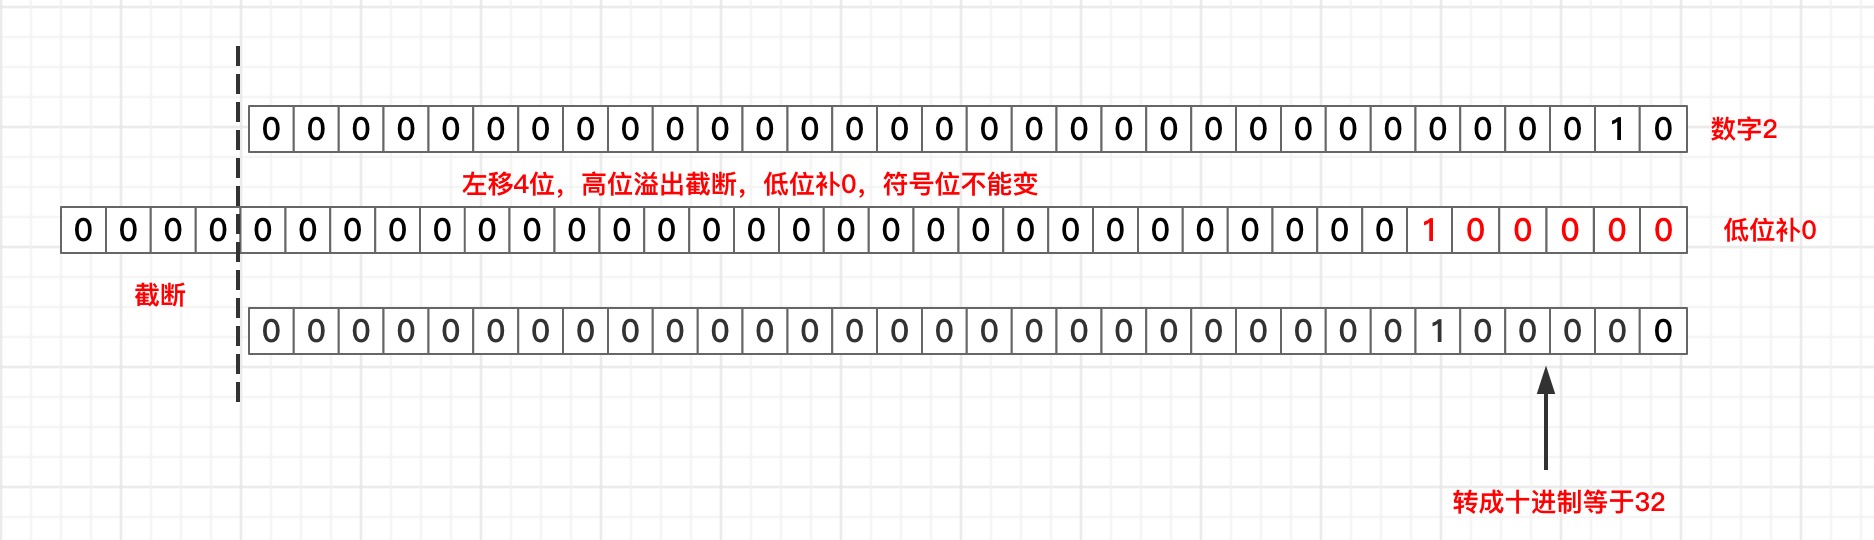 0 0 0 0 0 0 0 0 0 0 0 0 0 0 0 0 0 0 0 0 0 0 0 0 0 0 0 0 0 0 1 0 数字2
左移4位，高位溢出截断，低位补0，符号位不能变
0 0 0 0 0 0 0 0 0 0 0 0 0 0 0 0 0 0 0 0 0 0 0 0 0 0 0 0 0 0 1 0 0 0 0 0 低位补0
截断
0 0 0 0 0 0 0 0 0 0 0 0 0 0 0 0 0 0 0 0 0 0 0 0 0 0 1 0 0 0 0 0
转成十进制等于32